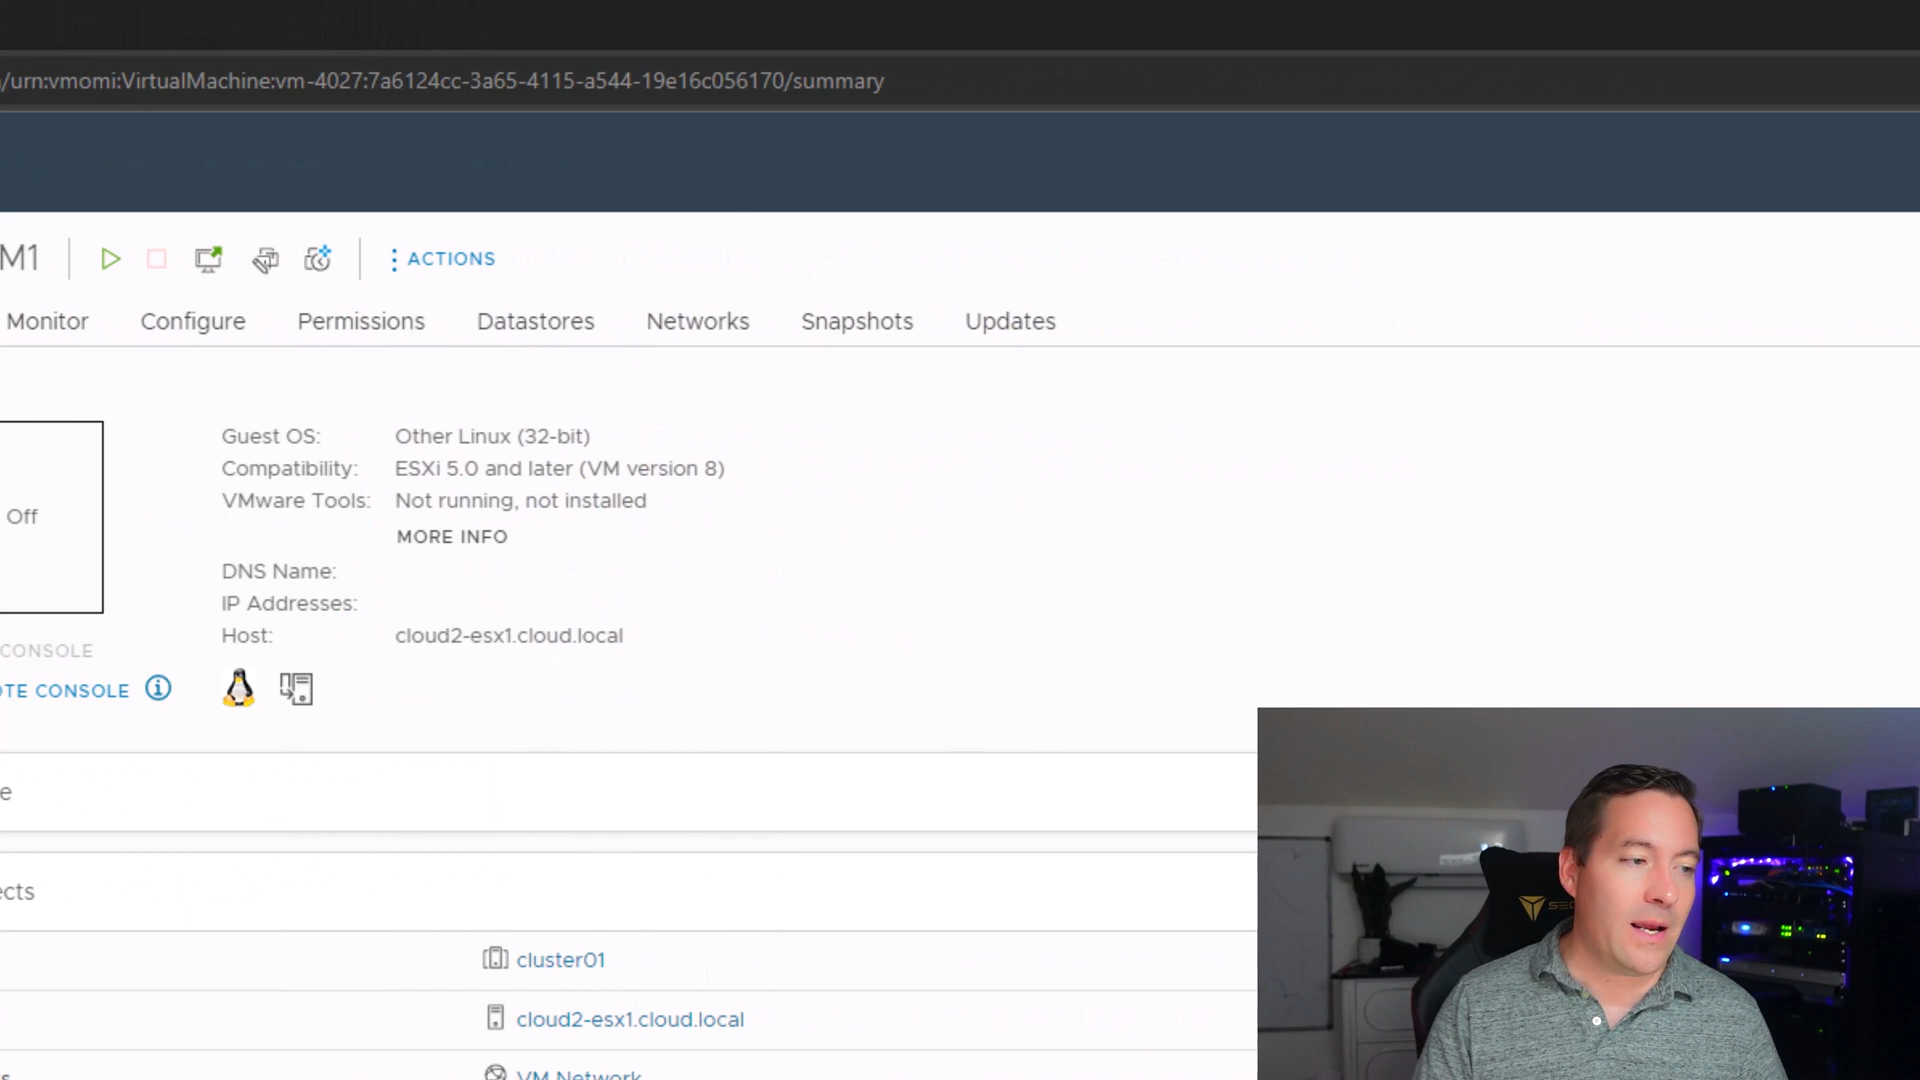 /urn:vmomi:VirtualMachine:vm-4027:7a6124cc-3a65-4115-a544-19e16c056170/summary
M1
ACTIONS
Monitor
Configure
Permissions
Datastores
Networks
Snapshots
Updates
Off
Guest OS: Other Linux (32-bit)
Compatibility: ESXi 5.0 and later (VM version 8)
VMware Tools: Not running, not installed
MORE INFO
DNS Name:
IP Addresses:
Host: cloud2-esx1.cloud.local
CONSOLE
OTE CONSOLE
e
ects
cluster01
cloud2-esx1.cloud.local
VM Network